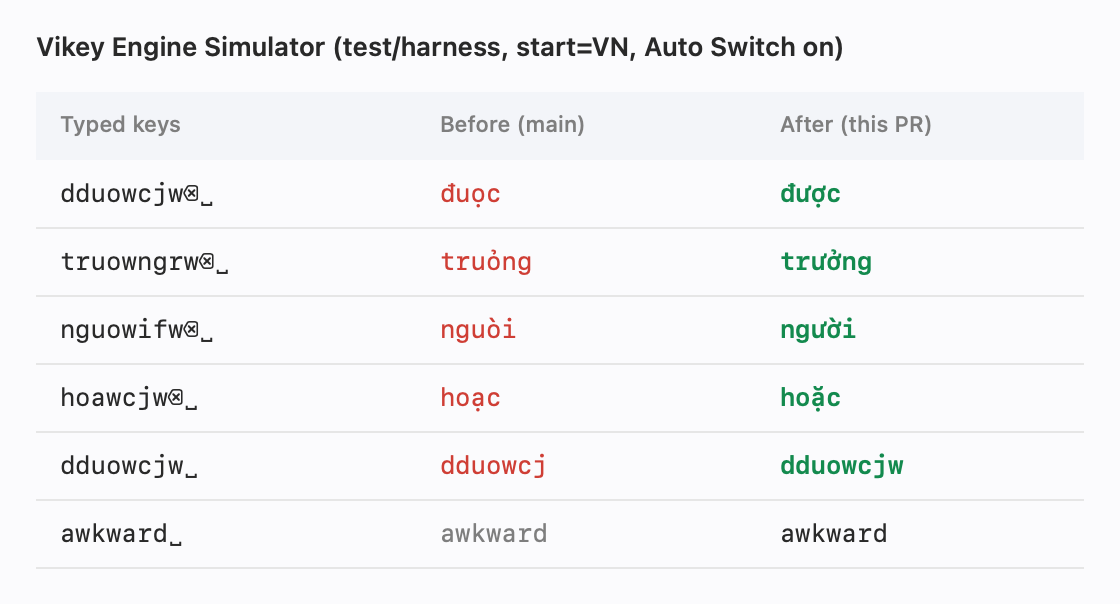 Vikey Engine Simulator (test/harness, start=VN, Auto Switch on)
Typed keys Before (main) After (this PR)
dduowcjw⌫␣ đuọc được
truowngrw⌫␣ truỏng trưởng
nguowifw⌫␣ nguòi người
hoawcjw⌫␣ hoạc hoặc
dduowcjw␣ dduowcj dduowcjw
awkward␣ awkward awkward